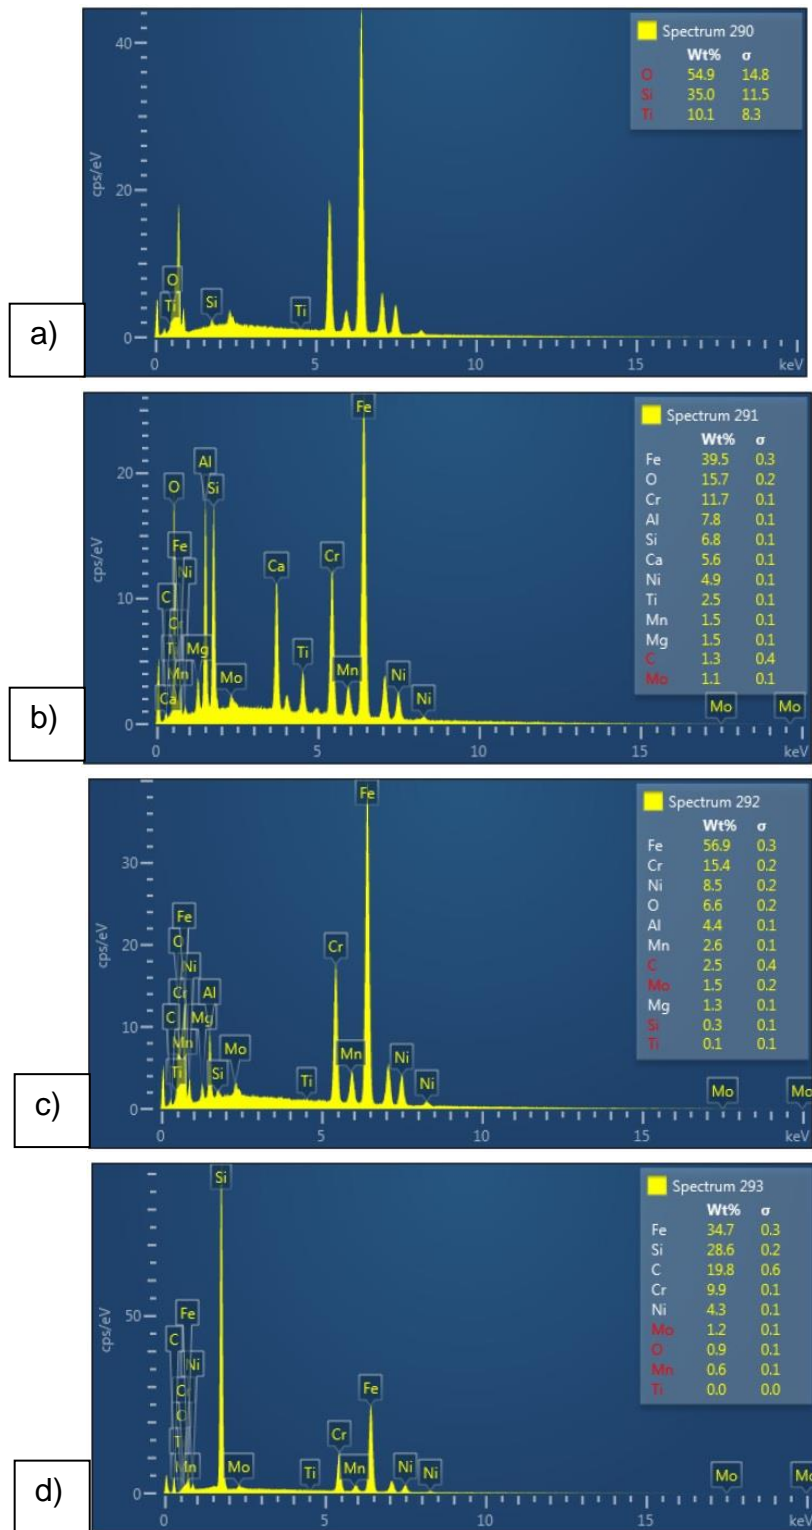 Spectrum 290
Wt% σ
O 54.9 14.8
Si 35.0 11.5
Ti 10.1 8.3
cps/eV
40
20
0
O
Ti
Si
Ti
0 5 10 15 keV
a)
Spectrum 291
Wt% σ
Fe 39.5 0.3
O 15.7 0.2
Cr 11.7 0.1
Al 7.8 0.1
Si 6.8 0.1
Ca 5.6 0.1
Ni 4.9 0.1
Ti 2.5 0.1
Mn 1.5 0.1
Mg 1.5 0.1
C 1.3 0.4
Mo 1.1 0.1
cps/eV
20
10
0
Fe
Al
O Si
Fe
Ni
Ca Cr
C
Mg Ti
Mn Mo Mn Ni
Ca Ni Mo Mo
0 5 10 15 keV
b)
Spectrum 292
Wt% σ
Fe 56.9 0.3
Cr 15.4 0.2
Ni 8.5 0.2
O 6.6 0.2
Al 4.4 0.1
Mn 2.6 0.1
C 2.5 0.4
Mo 1.5 0.2
Mg 1.3 0.1
Si 0.3 0.1
Ti 0.1 0.1
cps/eV
30
20
10
0
Fe
Fe
Ni Cr
Cr Al
C Mg
Mn Mo Mn Ni
Ti Si Ti Ni Mo Mo
0 5 10 15 keV
c)
Spectrum 293
Wt% σ
Fe 34.7 0.3
Si 28.6 0.2
C 19.8 0.6
Cr 9.9 0.1
Ni 4.3 0.1
Mo 1.2 0.1
O 0.9 0.1
Mn 0.6 0.1
Ti 0.0 0.0
cps/eV
50
0
Si
Fe
C
Ni
Fe
Cr
Mn Mo Ti Mn Ni Ni Mo
0 5 10 15 keV
d)